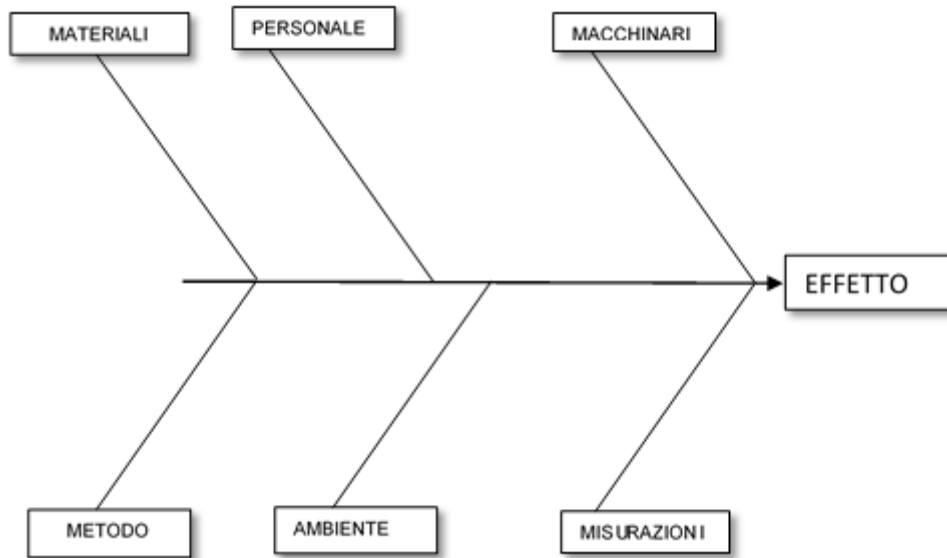 MATERIALI
PERSONALE
MACCHINARI
EFFETTO
METODO
AMBIENTE
MISURAZIONI